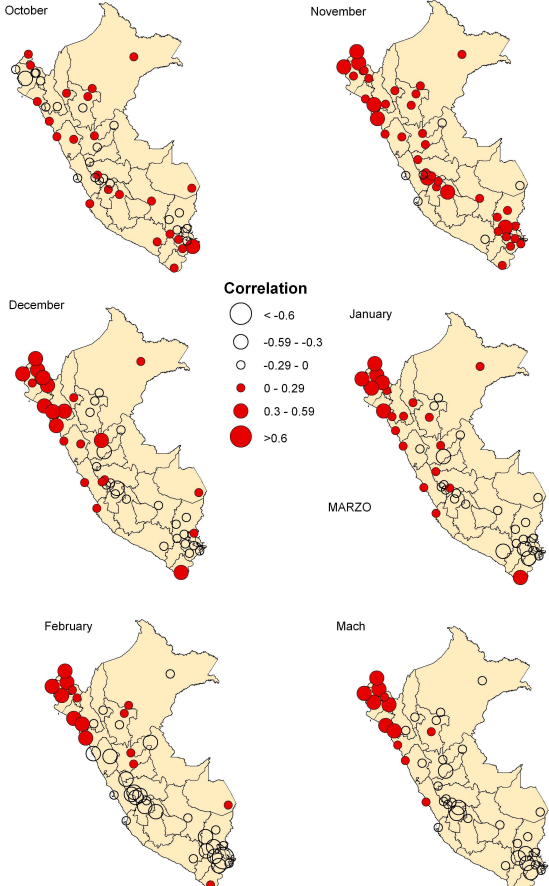 October
November
December
Correlation
< -0.6
-0.59 - -0.3
-0.29 - 0
0 - 0.29
0.3 - 0.59
>0.6
January
MARZO
February
Mach